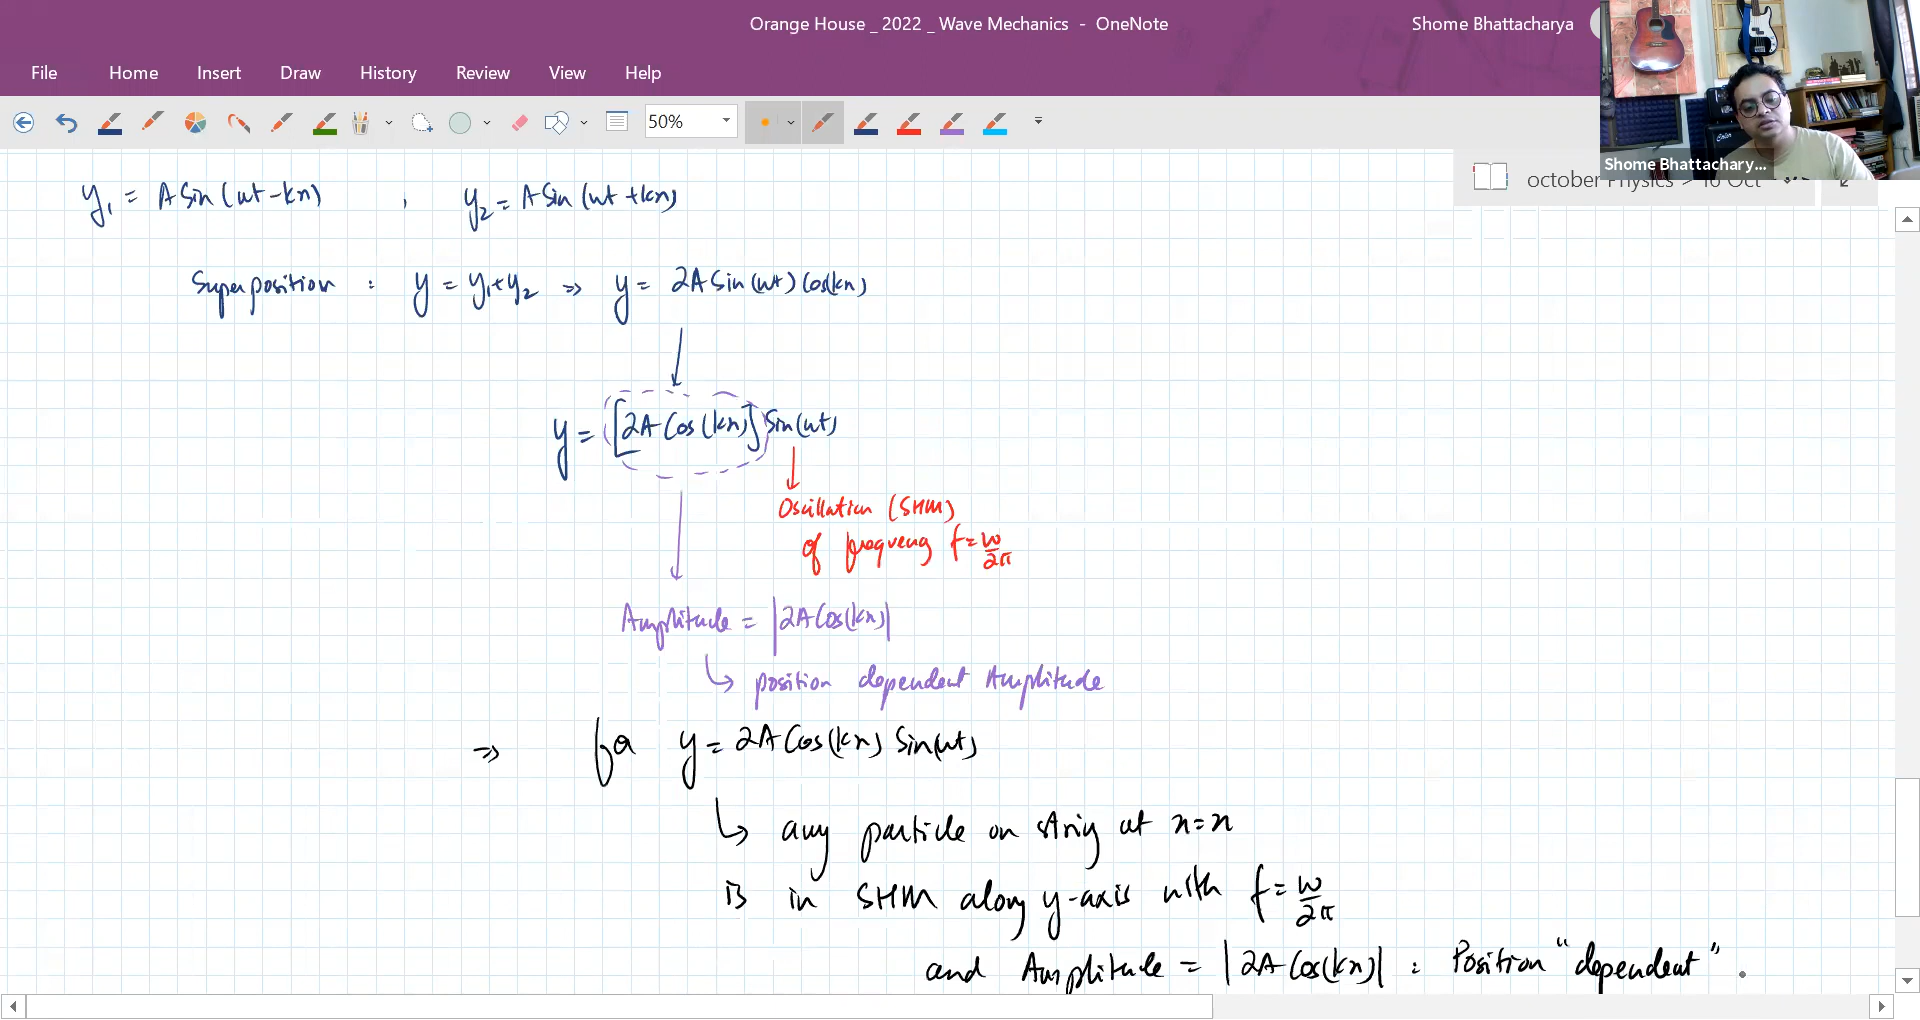 Orange House _ 2022 _ Wave Mechanics - OneNote
Shome Bhattacharya
File Home Insert Draw History Review View Help
50%
Shome Bhattachary...
october Physics > 16 Oct
y₁ = A Sin(ωt - kx) , y₂ = A Sin(ωt + kx)
Superposition : y = y₁+y₂ ⇒ y = 2A Sin(ωt) Cos(kx)
y = [2A Cos(kx)] Sin(ωt)
Oscillation (SHM)
of frequency f = ω/2π
Amplitude = |2A Cos(kx)|
↳ position dependent Amplitude
⇒ for y = 2A Cos(kx) Sin(ωt)
↳ any particle on string at x=x
is in SHM along y-axis with f = ω/2π
and Amplitude = |2A Cos(kx)| : Position "dependent".